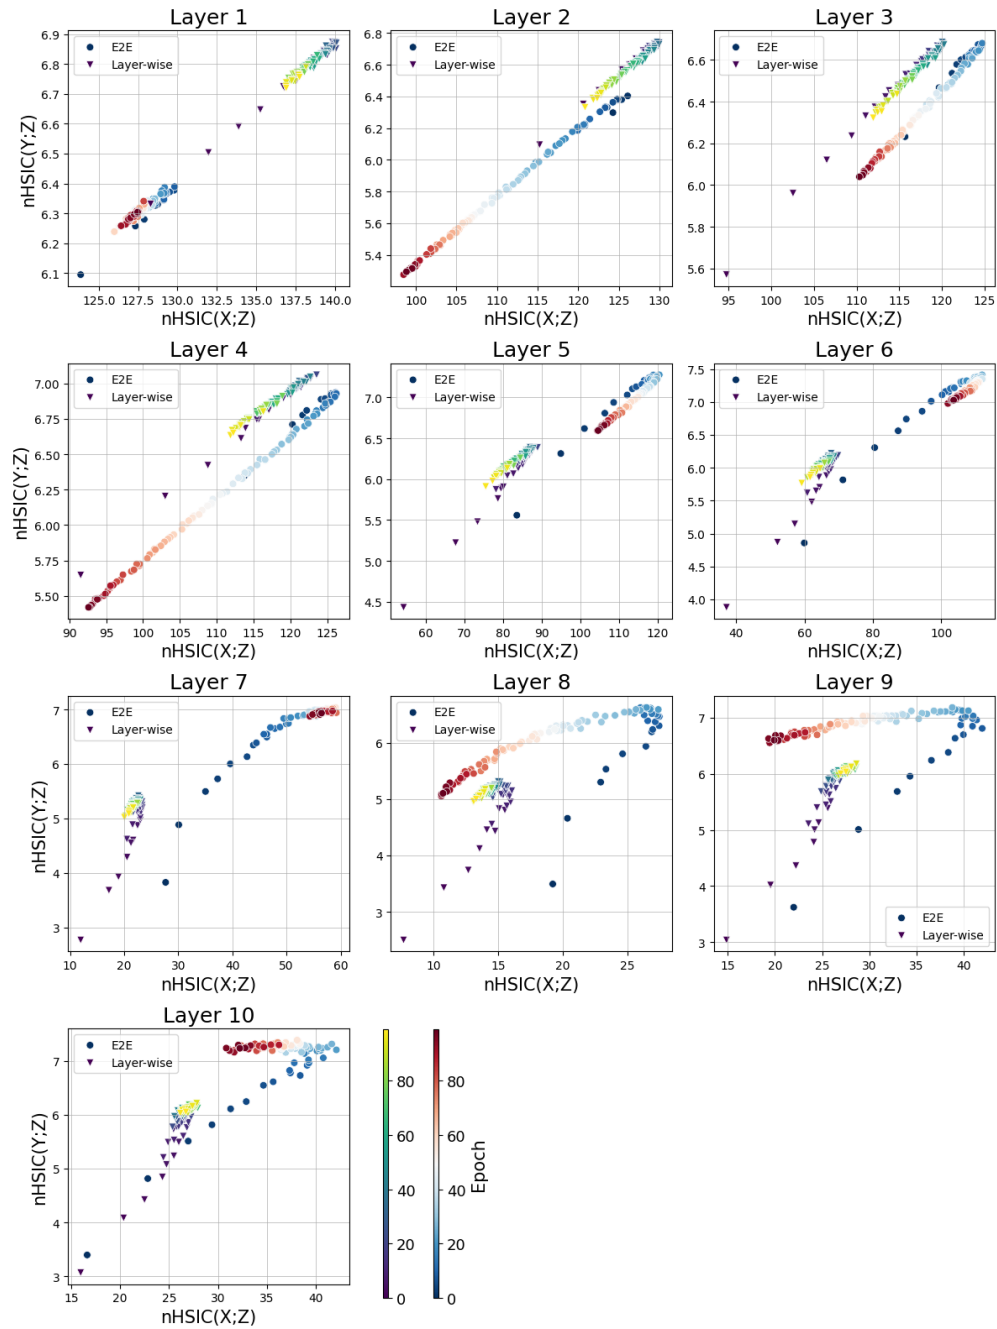 Layer 1
Layer 2
Layer 3
nHSIC(Y;Z)
6.9
6.8
6.7
6.6
6.5
6.4
6.3
6.2
6.1
E2E
Layer-wise
125.0 127.5 130.0 132.5 135.0 137.5 140.0
nHSIC(X;Z)
6.8
6.6
6.4
6.2
6.0
5.8
5.6
5.4
E2E
Layer-wise
100 105 110 115 120 125 130
nHSIC(X;Z)
6.6
6.4
6.2
6.0
5.8
5.6
E2E
Layer-wise
95 100 105 110 115 120 125
nHSIC(X;Z)
Layer 4
Layer 5
Layer 6
nHSIC(Y;Z)
7.00
6.75
6.50
6.25
6.00
5.75
5.50
E2E
Layer-wise
90 95 100 105 110 115 120 125
nHSIC(X;Z)
7.0
6.5
6.0
5.5
5.0
4.5
E2E
Layer-wise
60 70 80 90 100 110 120
nHSIC(X;Z)
7.5
7.0
6.5
6.0
5.5
5.0
4.5
4.0
E2E
Layer-wise
40 60 80 100
nHSIC(X;Z)
Layer 7
Layer 8
Layer 9
nHSIC(Y;Z)
7
6
5
4
3
E2E
Layer-wise
10 20 30 40 50 60
nHSIC(X;Z)
6
5
4
3
E2E
Layer-wise
10 15 20 25
nHSIC(X;Z)
7
6
5
4
3
E2E
Layer-wise
15 20 25 30 35 40
nHSIC(X;Z)
Layer 10
nHSIC(Y;Z)
7
6
5
4
3
E2E
Layer-wise
15 20 25 30 35 40
nHSIC(X;Z)
80
60
40
20
0
80
60
40
20
0
Epoch